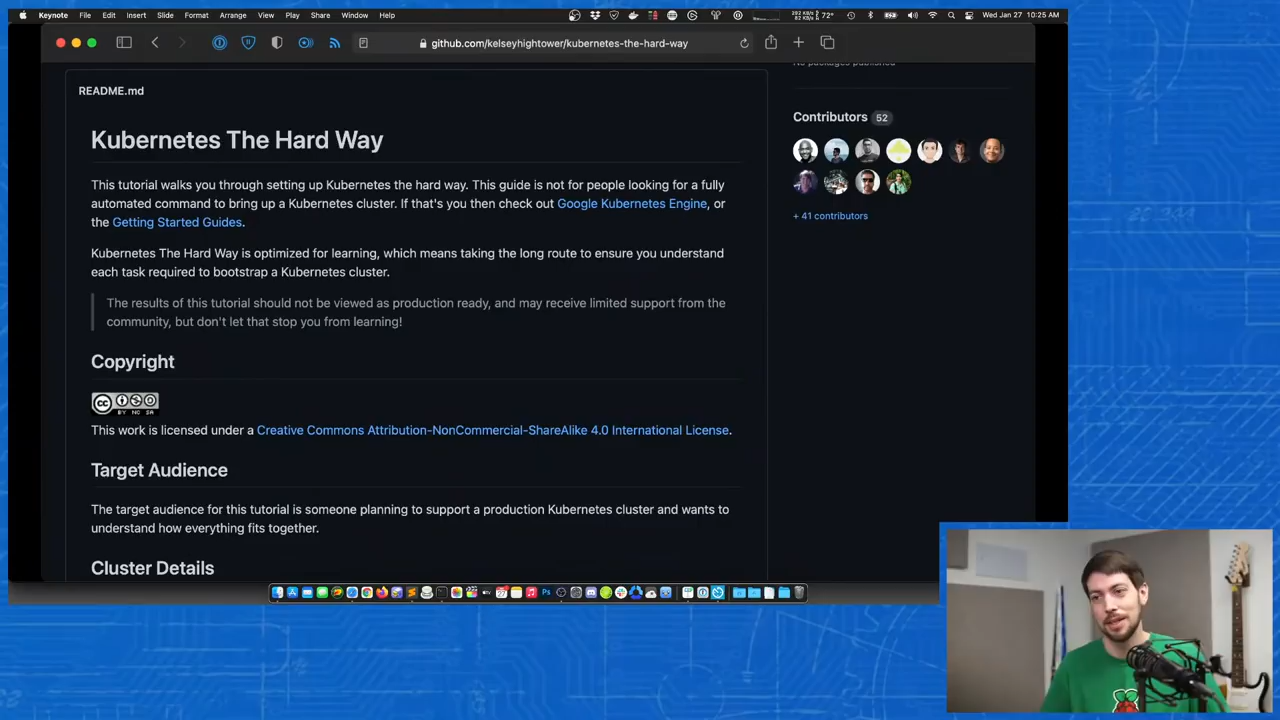 Keynote File Edit Insert Slide Format Arrange View Play Share Window Help
72° Wed Jan 27 10:25 AM
github.com/kelseyhightower/kubernetes-the-hard-way
No packages published
README.md
Contributors 52
+ 41 contributors
Kubernetes The Hard Way
This tutorial walks you through setting up Kubernetes the hard way. This guide is not for people looking for a fully
automated command to bring up a Kubernetes cluster. If that's you then check out Google Kubernetes Engine, or
the Getting Started Guides.
Kubernetes The Hard Way is optimized for learning, which means taking the long route to ensure you understand
each task required to bootstrap a Kubernetes cluster.
The results of this tutorial should not be viewed as production ready, and may receive limited support from the
community, but don't let that stop you from learning!
Copyright
cc
BY NC SA
This work is licensed under a Creative Commons Attribution-NonCommercial-ShareAlike 4.0 International License.
Target Audience
The target audience for this tutorial is someone planning to support a production Kubernetes cluster and wants to
understand how everything fits together.
Cluster Details